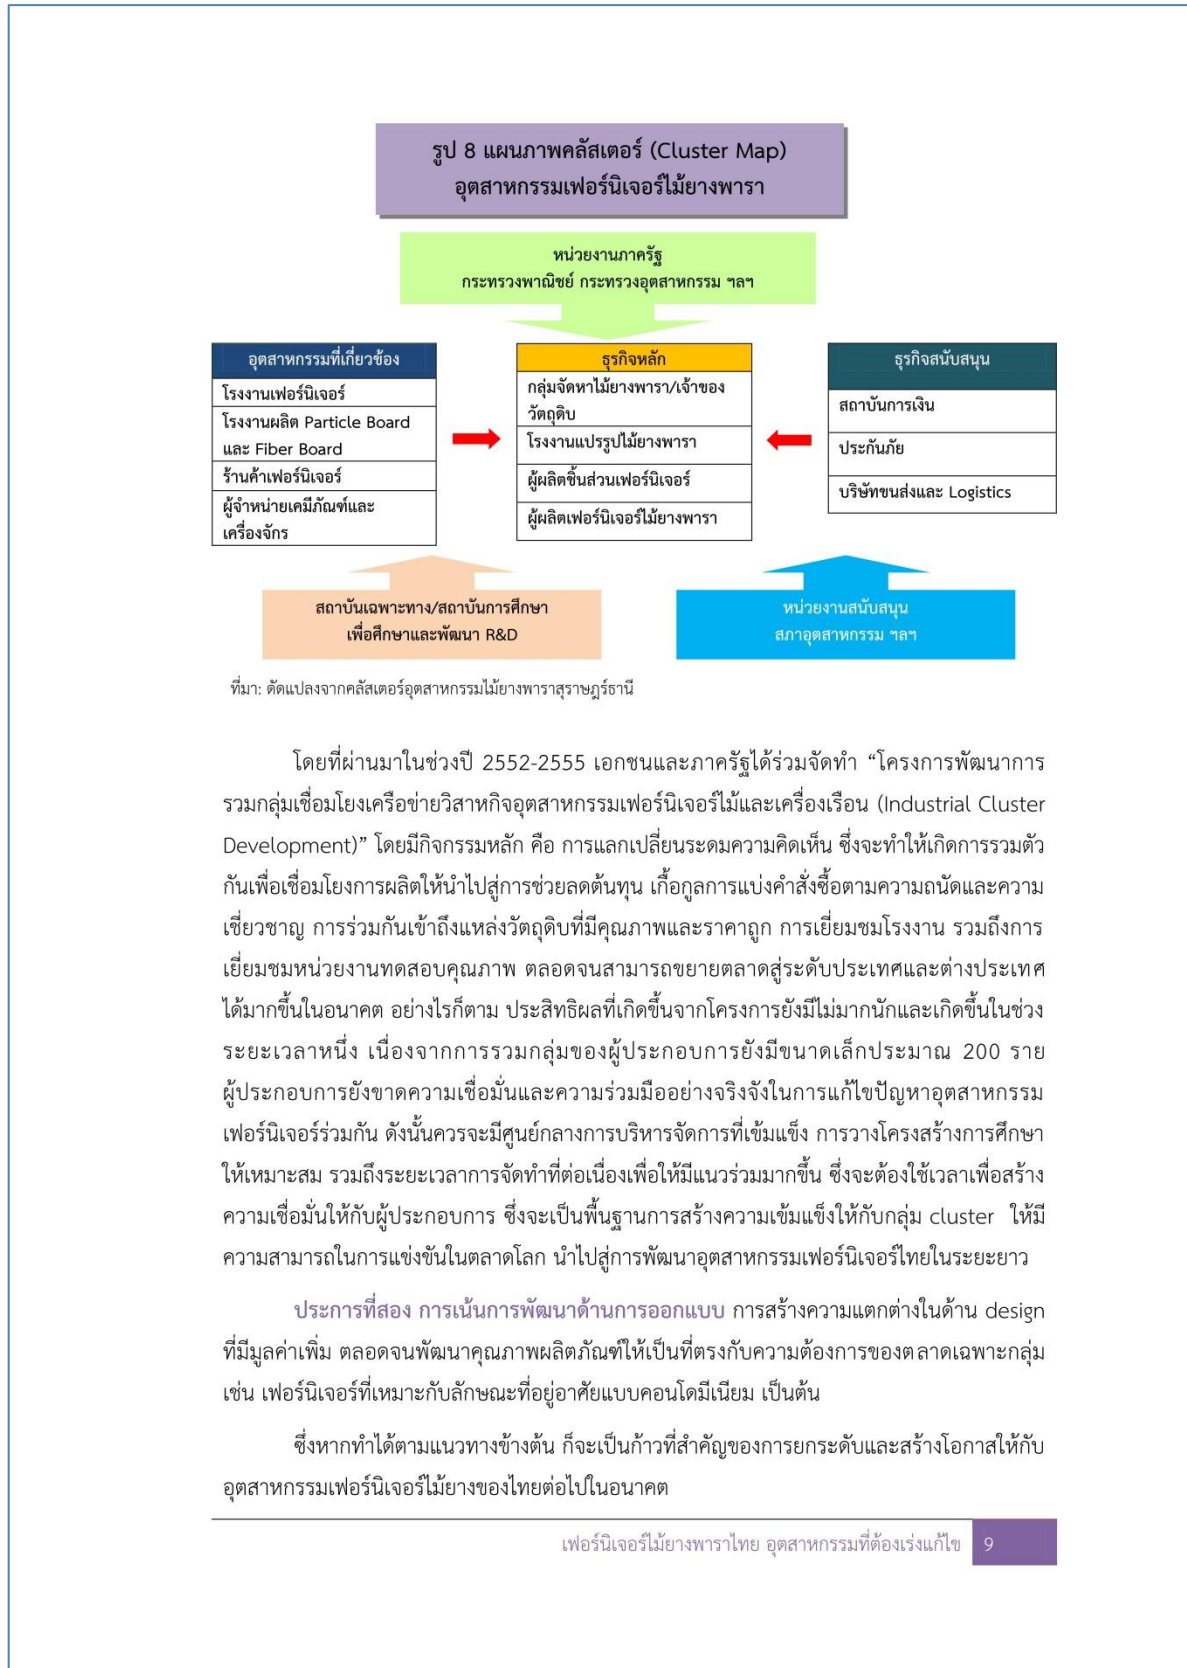 รูป 8 แผนภาพคลัสเตอร์ (Cluster Map)
อุตสาหกรรมเฟอร์นิเจอร์ไม้ยางพารา
หน่วยงานภาครัฐ
กระทรวงพาณิชย์ กระทรวงอุตสาหกรรม ฯลฯ
อุตสาหกรรมที่เกี่ยวข้อง
โรงงานเฟอร์นิเจอร์
โรงงานผลิต Particle Board
และ Fiber Board
ร้านค้าเฟอร์นิเจอร์
ผู้จำหน่ายเคมีภัณฑ์และ
เครื่องจักร
ธุรกิจหลัก
กลุ่มจัดหาไม้ยางพารา/เจ้าของ
วัตถุดิบ
โรงงานแปรรูปไม้ยางพารา
ผู้ผลิตชิ้นส่วนเฟอร์นิเจอร์
ผู้ผลิตเฟอร์นิเจอร์ไม้ยางพารา
ธุรกิจสนับสนุน
สถาบันการเงิน
ประกันภัย
บริษัทขนส่งและ Logistics
สถาบันเฉพาะทาง/สถาบันการศึกษา
เพื่อศึกษาและพัฒนา R&D
หน่วยงานสนับสนุน
สภาอุตสาหกรรม ฯลฯ
ที่มา: ดัดแปลงจากคลัสเตอร์อุตสาหกรรมไม้ยางพาราสุราษฎร์ธานี
โดยที่ผ่านมาในช่วงปี 2552-2555 เอกชนและภาครัฐได้ร่วมจัดทำ “โครงการพัฒนาการ
รวมกลุ่มเชื่อมโยงเครือข่ายวิสาหกิจอุตสาหกรรมเฟอร์นิเจอร์ไม้และเครื่องเรือน (Industrial Cluster
Development)” โดยมีกิจกรรมหลัก คือ การแลกเปลี่ยนระดมความคิดเห็น ซึ่งจะทำให้เกิดการรวมตัว
กันเพื่อเชื่อมโยงการผลิตให้นำไปสู่การช่วยลดต้นทุน เกื้อกูลการแบ่งคำสั่งซื้อตามความถนัดและความ
เชี่ยวชาญ การร่วมกันเข้าถึงแหล่งวัตถุดิบที่มีคุณภาพและราคาถูก การเยี่ยมชมโรงงาน รวมถึงการ
เยี่ยมชมหน่วยงานทดสอบคุณภาพ ตลอดจนสามารถขยายตลาดสู่ระดับประเทศและต่างประเทศ
ได้มากขึ้นในอนาคต อย่างไรก็ตาม ประสิทธิผลที่เกิดขึ้นจากโครงการยังมีไม่มากนักและเกิดขึ้นในช่วง
ระยะเวลาหนึ่ง เนื่องจากการรวมกลุ่มของผู้ประกอบการยังมีขนาดเล็กประมาณ 200 ราย
ผู้ประกอบการยังขาดความเชื่อมั่นและความร่วมมืออย่างจริงจังในการแก้ไขปัญหาอุตสาหกรรม
เฟอร์นิเจอร์ร่วมกัน ดังนั้นควรจะมีศูนย์กลางการบริหารจัดการที่เข้มแข็ง การวางโครงสร้างการศึกษา
ให้เหมาะสม รวมถึงระยะเวลาการจัดทำที่ต่อเนื่องเพื่อให้มีแนวร่วมมากขึ้น ซึ่งจะต้องใช้เวลาเพื่อสร้าง
ความเชื่อมั่นให้กับผู้ประกอบการ ซึ่งจะเป็นพื้นฐานการสร้างความเข้มแข็งให้กับกลุ่ม cluster ให้มี
ความสามารถในการแข่งขันในตลาดโลก นำไปสู่การพัฒนาอุตสาหกรรมเฟอร์นิเจอร์ไทยในระยะยาว
ประการที่สอง การเน้นการพัฒนาด้านการออกแบบ การสร้างความแตกต่างในด้าน design
ที่มีมูลค่าเพิ่ม ตลอดจนพัฒนาคุณภาพผลิตภัณฑ์ให้เป็นที่ตรงกับความต้องการของตลาดเฉพาะกลุ่ม
เช่น เฟอร์นิเจอร์ที่เหมาะกับลักษณะที่อยู่อาศัยแบบคอนโดมีเนียม เป็นต้น
ซึ่งหากทำได้ตามแนวทางข้างต้น ก็จะเป็นก้าวที่สำคัญของการยกระดับและสร้างโอกาสให้กับ
อุตสาหกรรมเฟอร์นิเจอร์ไม้ยางของไทยต่อไปในอนาคต
เฟอร์นิเจอร์ไม้ยางพาราไทย อุตสาหกรรมที่ต้องเร่งแก้ไข 9